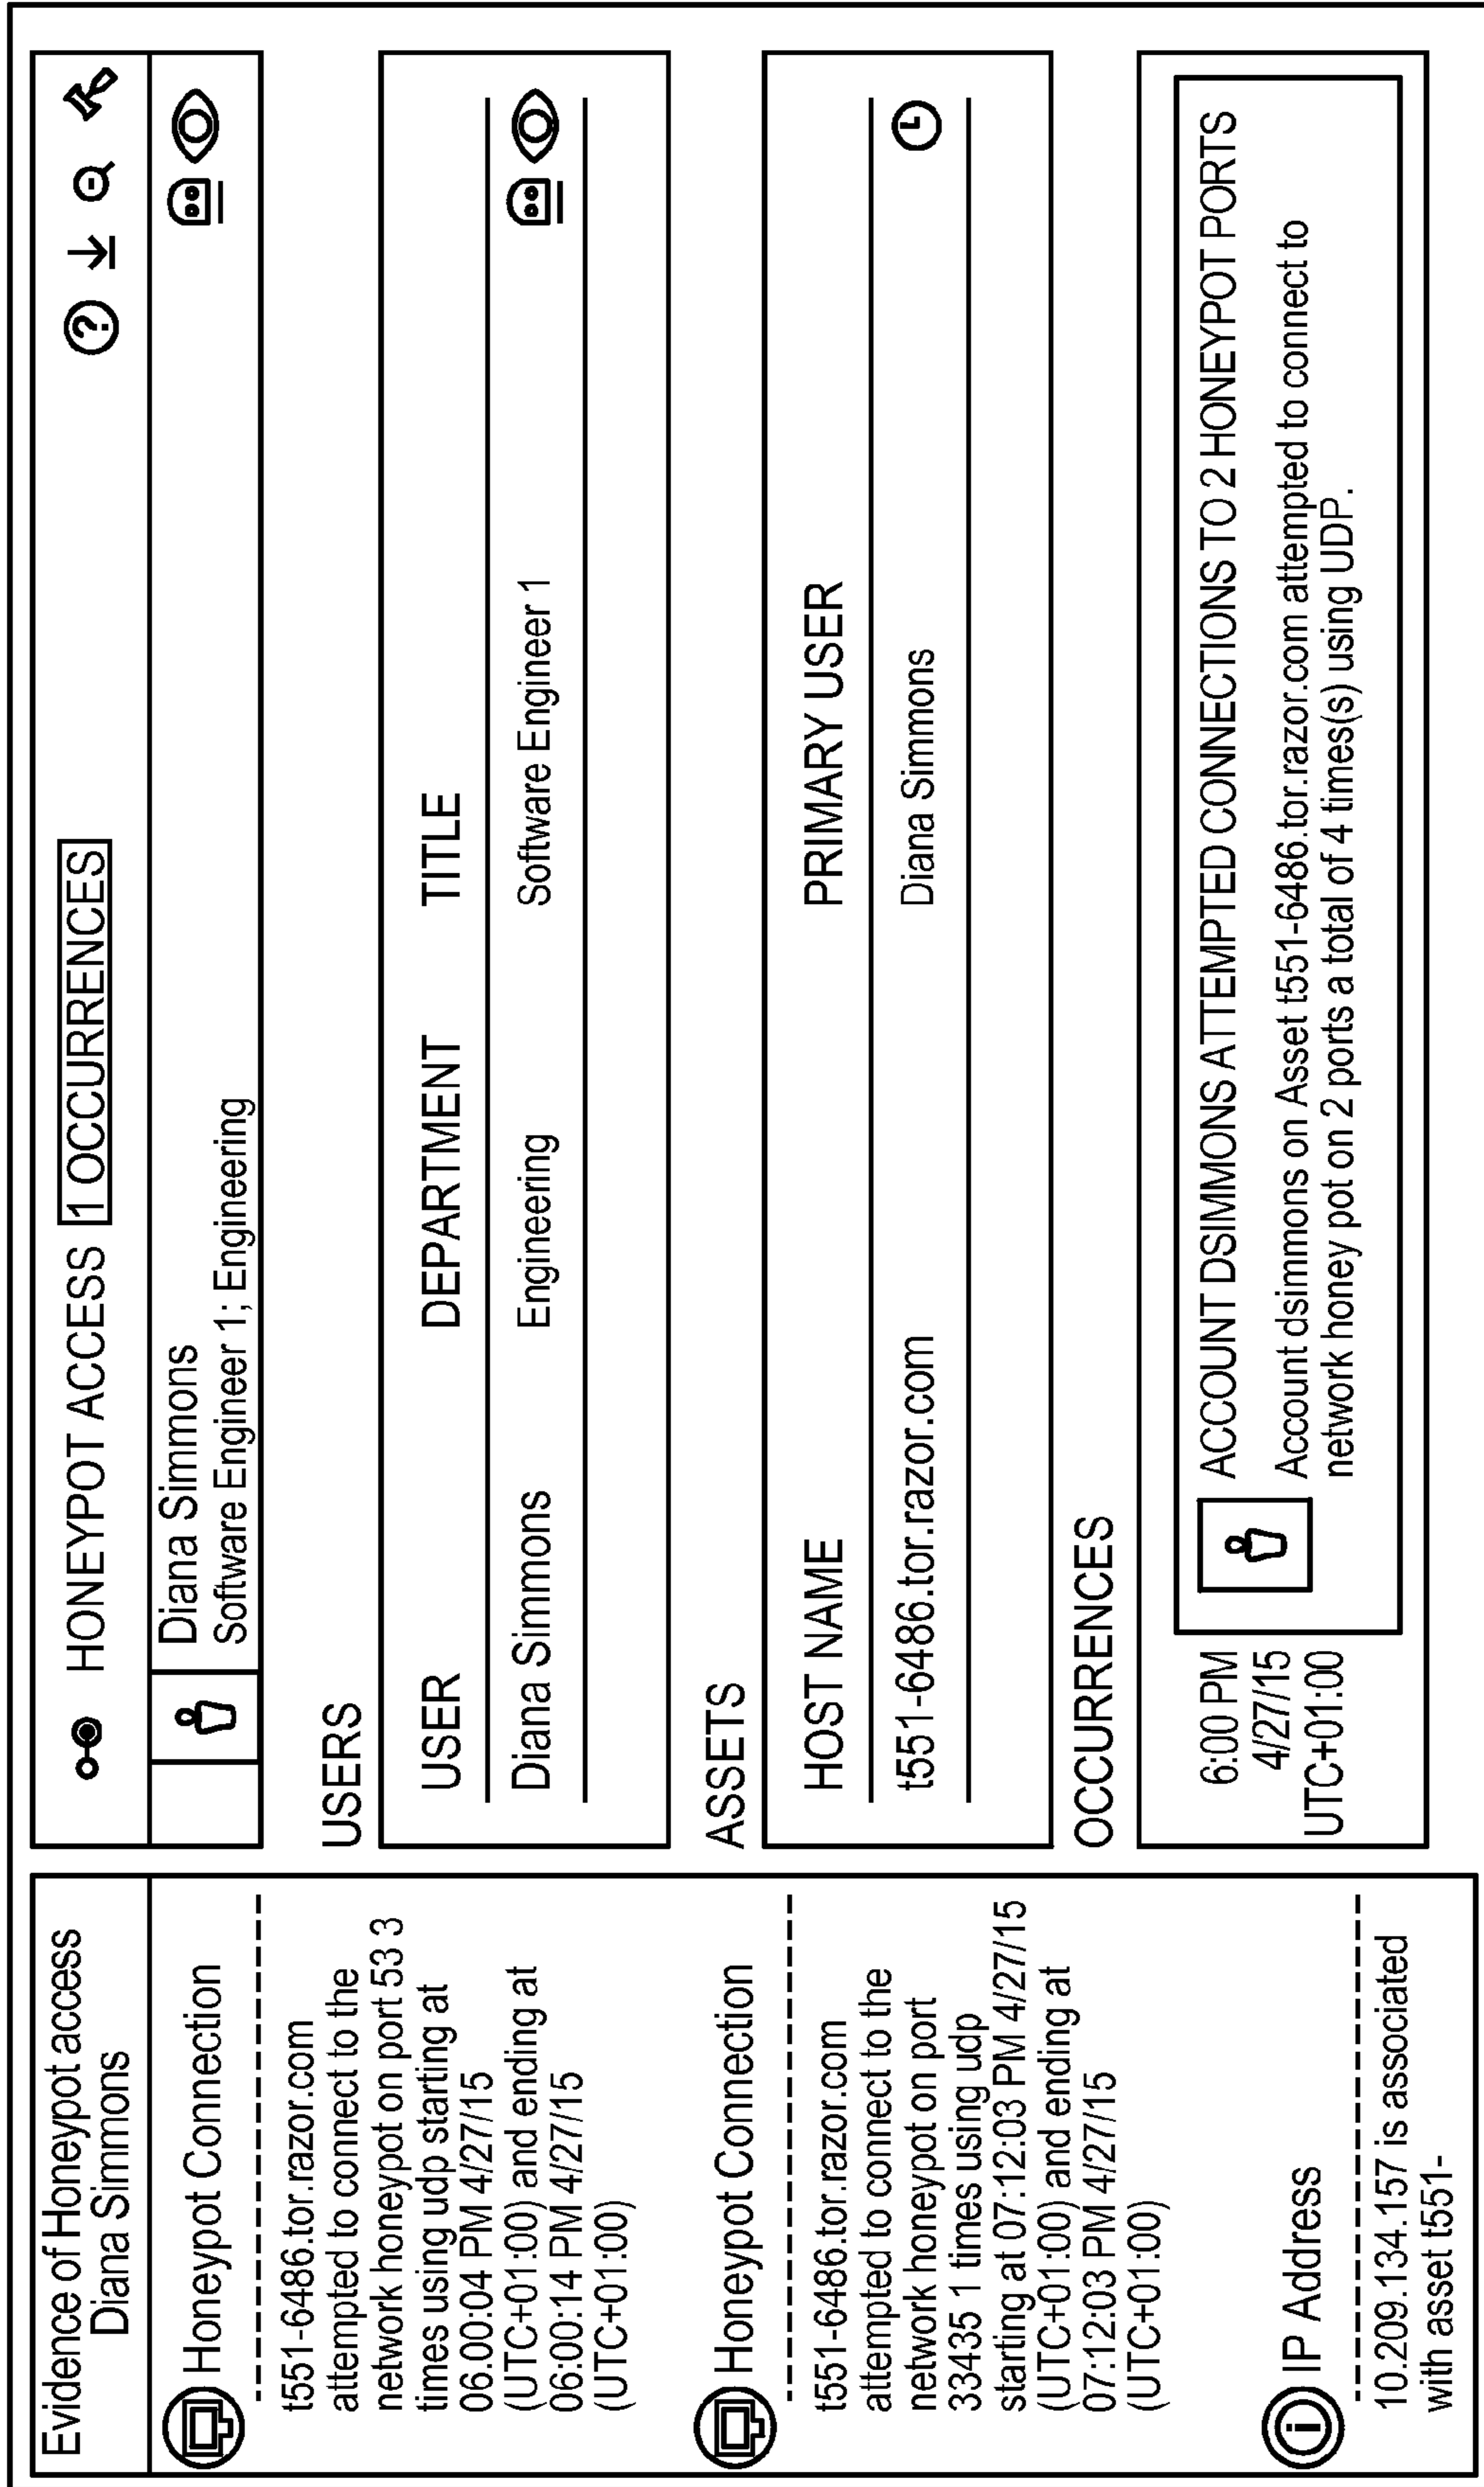 Evidence of Honeypot access
Diana Simmons
Honeypot Connection
t551-6486.tor.razor.com
attempted to connect to the
network honeypot on port 53 3
times using udp starting at
06.00:04 PM 4/27/15
(UTC+01:00) and ending at
06:00:14 PM 4/27/15
(UTC+01:00)
Honeypot Connection
t551-6486.tor.razor.com
attempted to connect to the
network honeypot on port
33435 1 times using udp
starting at 07:12:03 PM 4/27/15
(UTC+01:00) and ending at
07:12:03 PM 4/27/15
(UTC+01:00)
IP Address
10.209.134.157 is associated
with asset t551-
HONEYPOT ACCESS 1 OCCURRENCES
Diana Simmons
Software Engineer 1; Engineering
USERS
USER DEPARTMENT TITLE
Diana Simmons Engineering Software Engineer 1
ASSETS
HOST NAME PRIMARY USER
t551-6486.tor.razor.com Diana Simmons
OCCURRENCES
6:00 PM
4/27/15
UTC+01:00
ACCOUNT DSIMMONS ATTEMPTED CONNECTIONS TO 2 HONEYPOT PORTS
Account dsimmons on Asset t551-6486.tor.razor.com attempted to connect to
network honey pot on 2 ports a total of 4 times(s) using UDP.